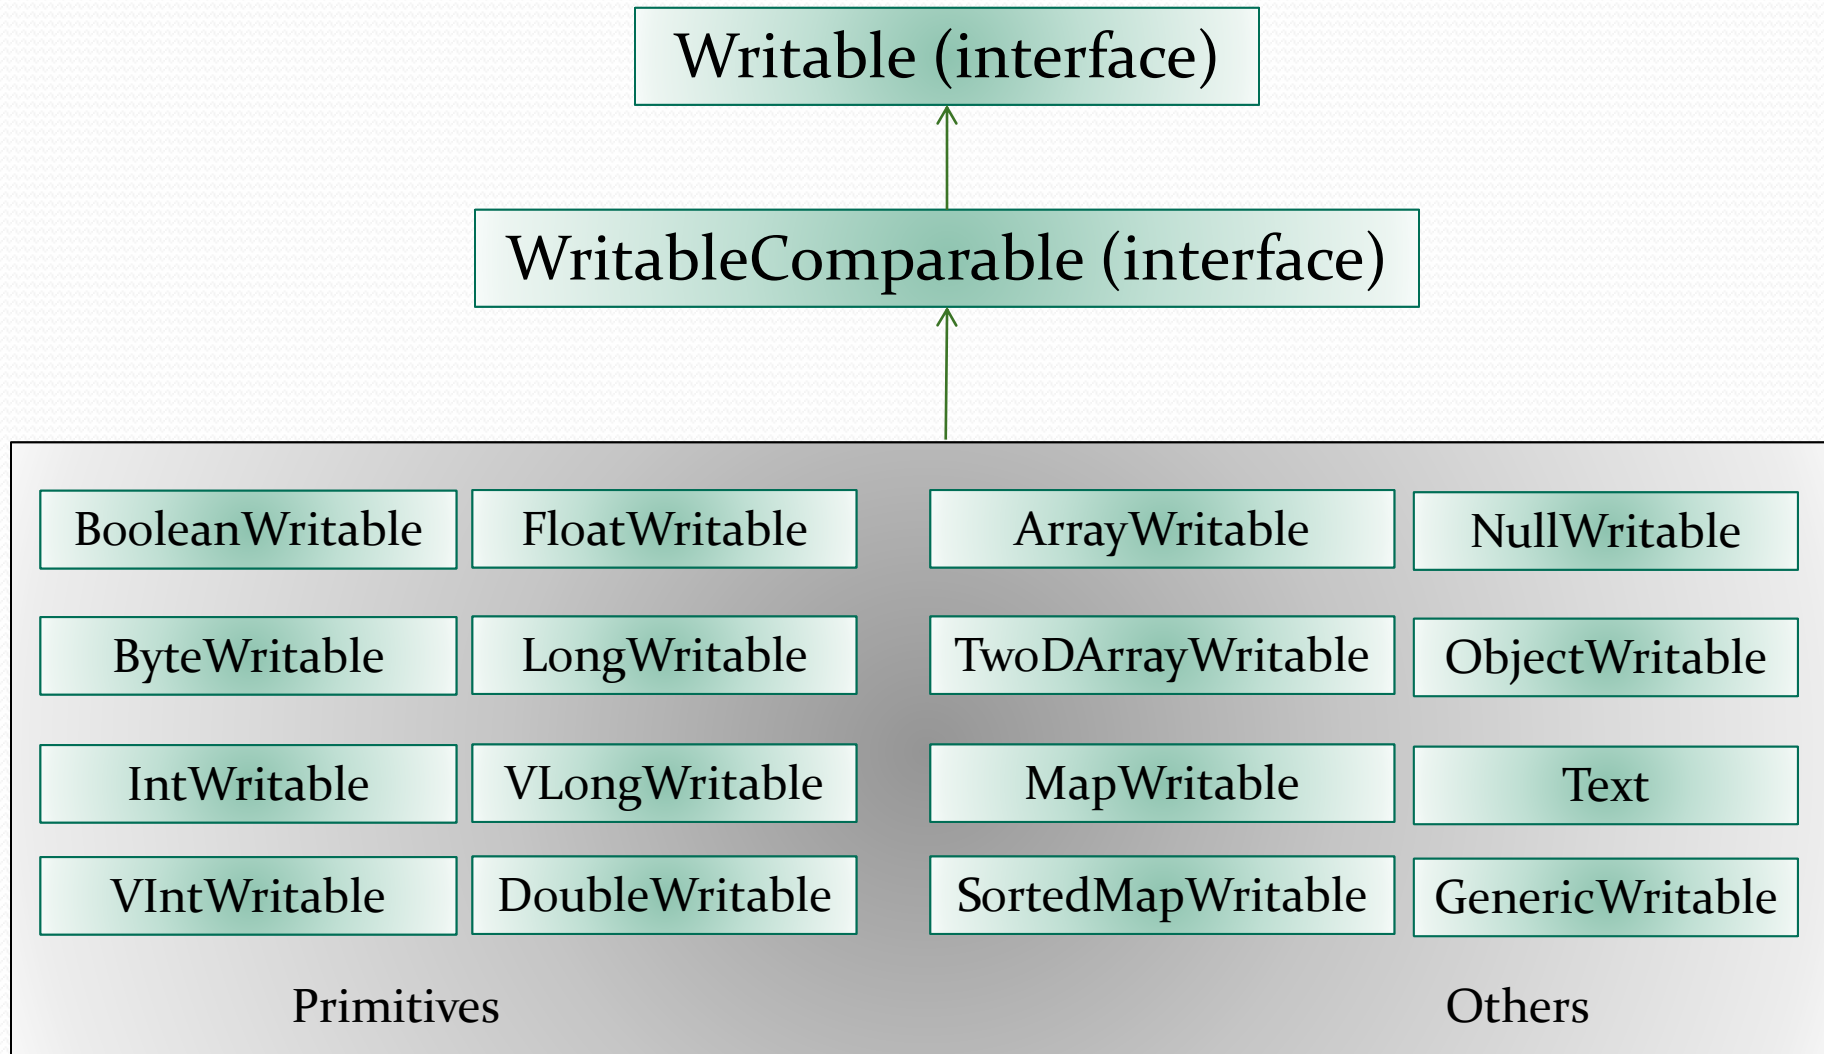 Writable (interface)
WritableComparable (interface)
BooleanWritable
FloatWritable
ArrayWritable
NullWritable
ByteWritable
LongWritable
TwoDArrayWritable
ObjectWritable
IntWritable
VLongWritable
MapWritable
Text
VIntWritable
DoubleWritable
SortedMapWritable
GenericWritable
Primitives
Others